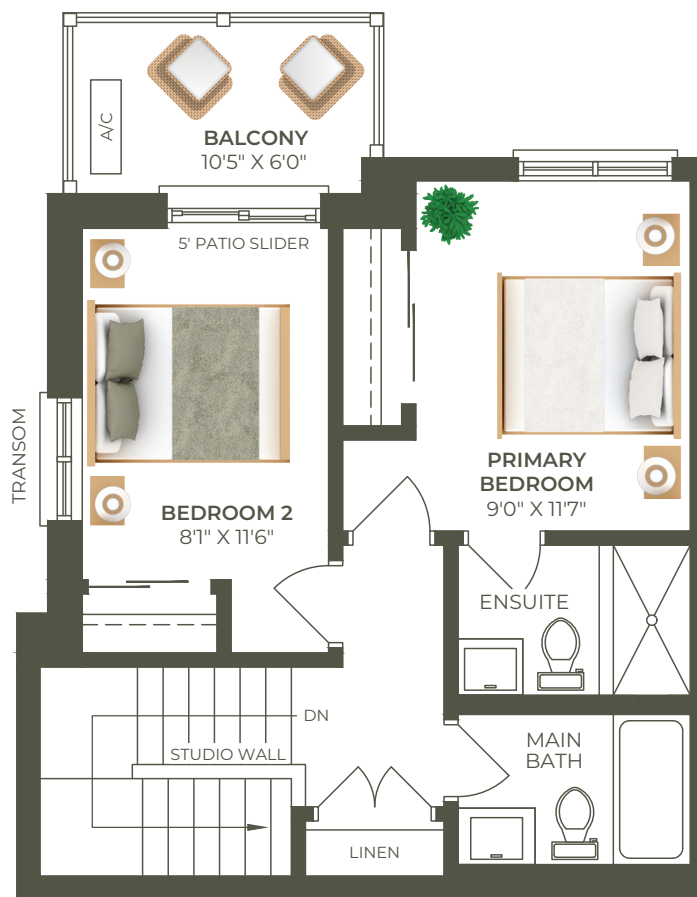 A/C
BALCONY
10'5" X 6'0"
5' PATIO SLIDER
TRANSOM
PRIMARY
BEDROOM
9'0" X 11'7"
BEDROOM 2
8'1" X 11'6"
ENSUITE
DN
STUDIO WALL
MAIN
BATH
LINEN